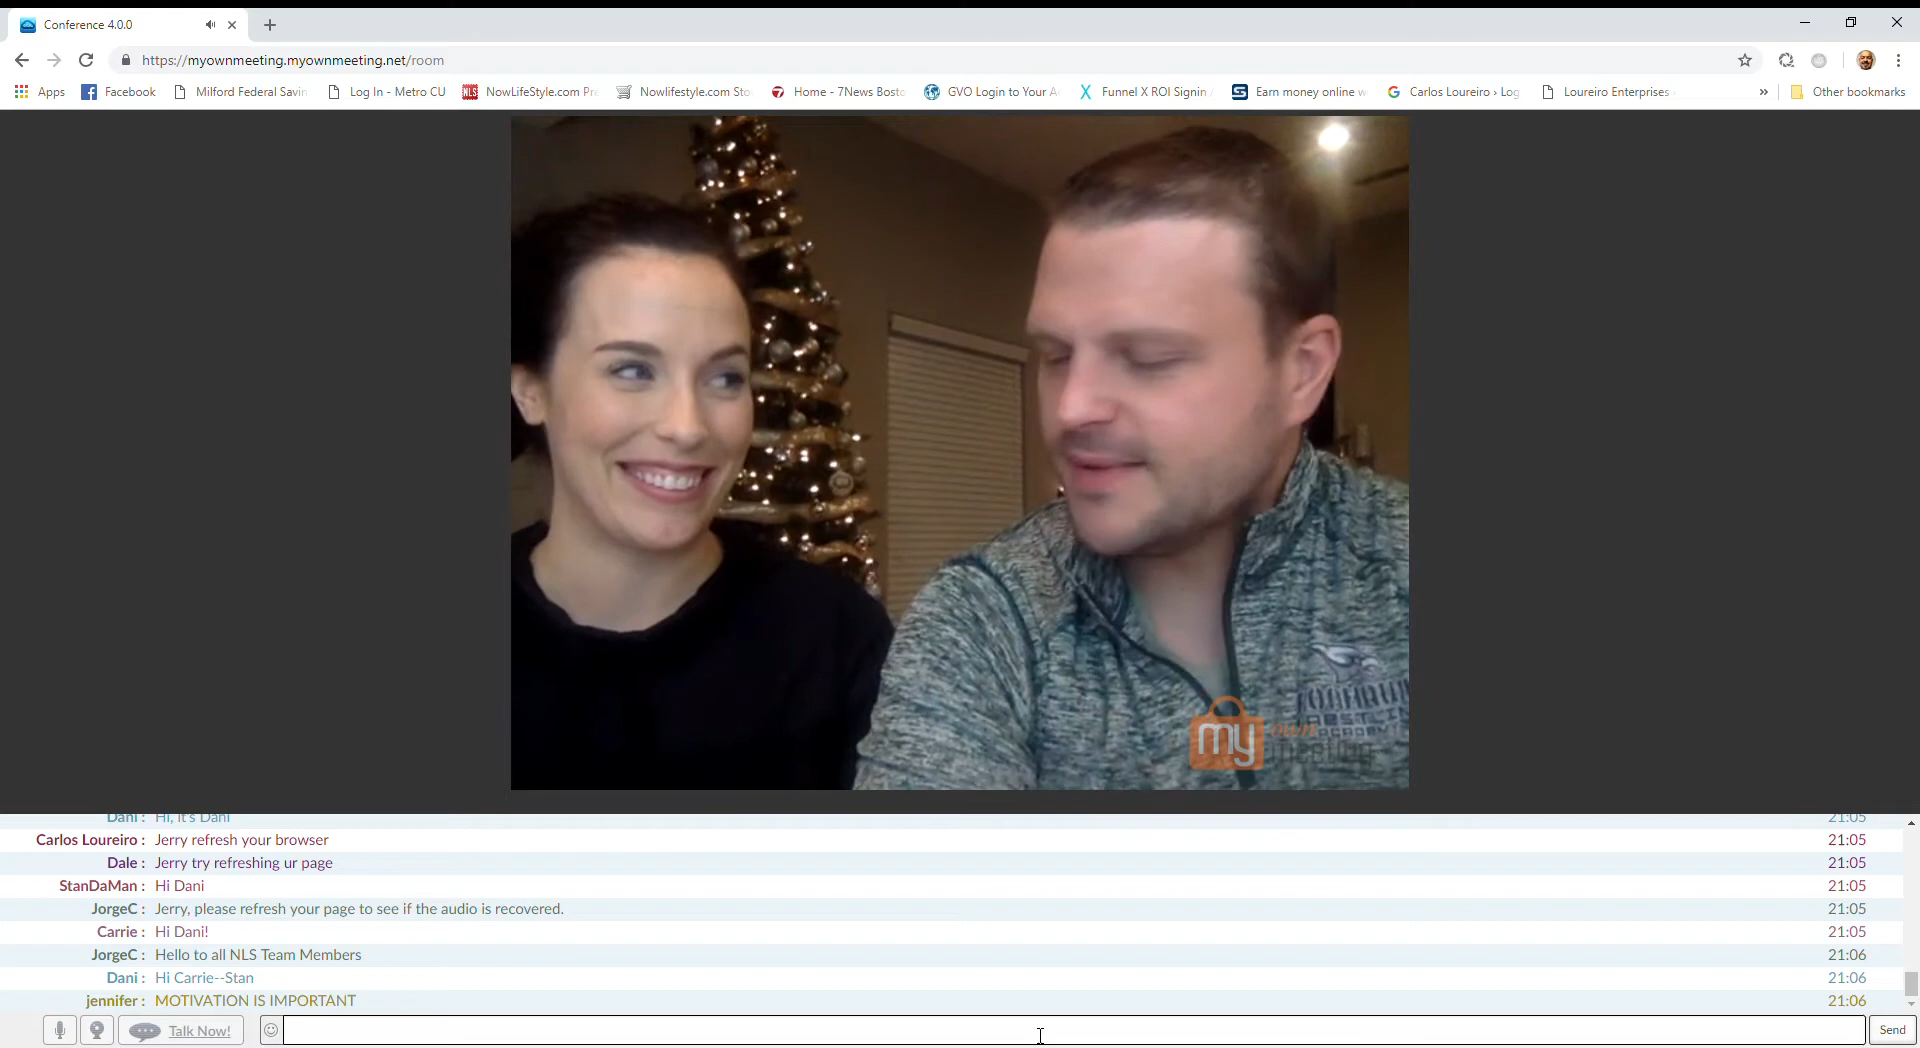 Conference 4.0.0
https://myownmeeting.myownmeeting.net/room
Apps Facebook Milford Federal Savin Log In - Metro CU NowLifeStyle.com Pr Nowlifestyle.com Sto Home - 7News Bosto GVO Login to Your A Funnel X ROI Signin Earn money online w Carlos Loureiro › Log Loureiro Enterprises » Other bookmarks
my own meeting
Dani : Hi, it's Dani 21:05
Carlos Loureiro : Jerry refresh your browser 21:05
Dale : Jerry try refreshing ur page 21:05
StanDaMan : Hi Dani 21:05
JorgeC : Jerry, please refresh your page to see if the audio is recovered. 21:05
Carrie : Hi Dani! 21:05
JorgeC : Hello to all NLS Team Members 21:06
Dani : Hi Carrie--Stan 21:06
jennifer : MOTIVATION IS IMPORTANT 21:06
Talk Now! Send